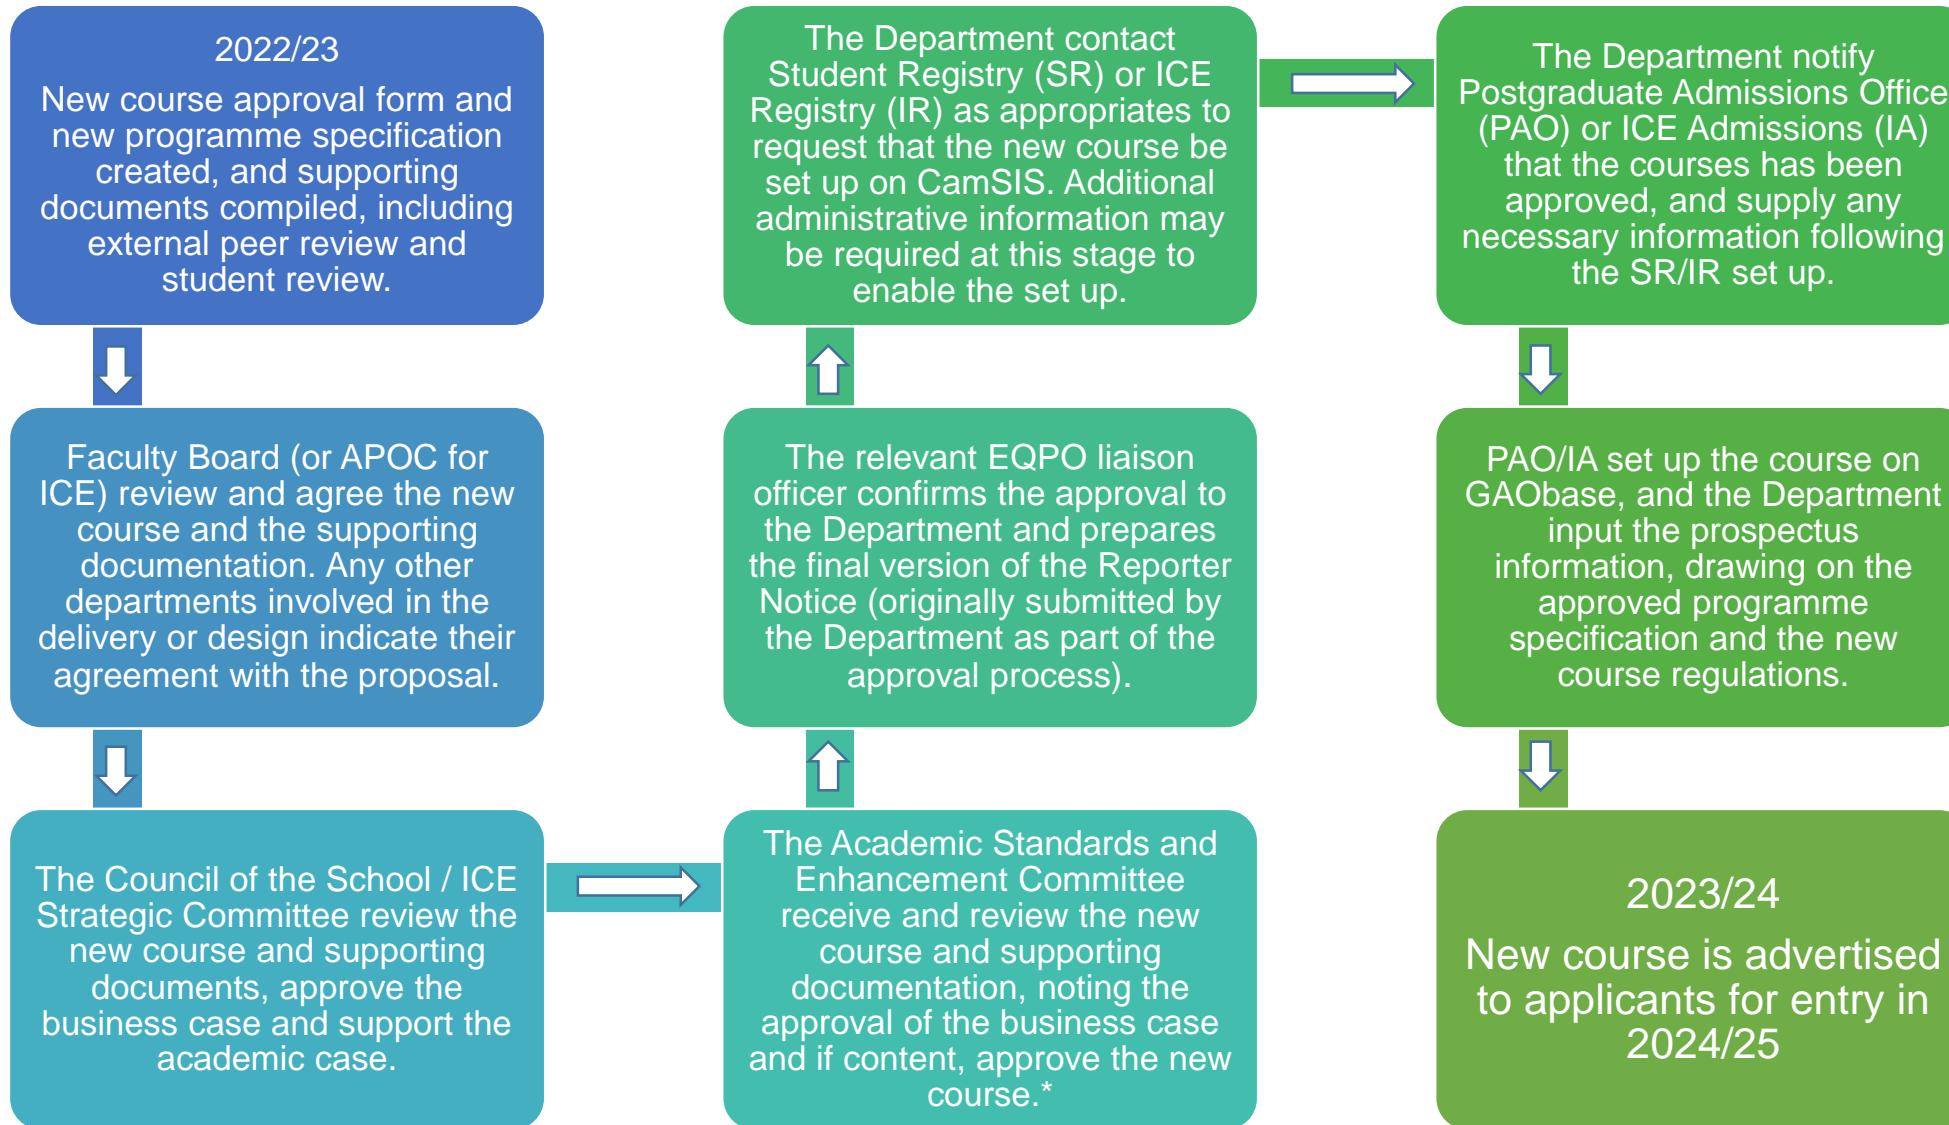 2022/23
New course approval form and
new programme specification
created, and supporting
documents compiled, including
external peer review and
student review.
Faculty Board (or APOC for
ICE) review and agree the new
course and the supporting
documentation. Any other
departments involved in the
delivery or design indicate their
agreement with the proposal.
The Council of the School / ICE
Strategic Committee review the
new course and supporting
documents, approve the
business case and support the
academic case.
The Academic Standards and
Enhancement Committee
receive and review the new
course and supporting
documentation, noting the
approval of the business case
and if content, approve the new
course.*
The relevant EQPO liaison
officer confirms the approval to
the Department and prepares
the final version of the Reporter
Notice (originally submitted by
the Department as part of the
approval process).
The Department contact
Student Registry (SR) or ICE
Registry (IR) as appropriates to
request that the new course be
set up on CamSIS. Additional
administrative information may
be required at this stage to
enable the set up.
The Department notify
Postgraduate Admissions Office
(PAO) or ICE Admissions (IA)
that the courses has been
approved, and supply any
necessary information following
the SR/IR set up.
PAO/IA set up the course on
GAObase, and the Department
input the prospectus
information, drawing on the
approved programme
specification and the new
course regulations.
2023/24
New course is advertised
to applicants for entry in
2024/25